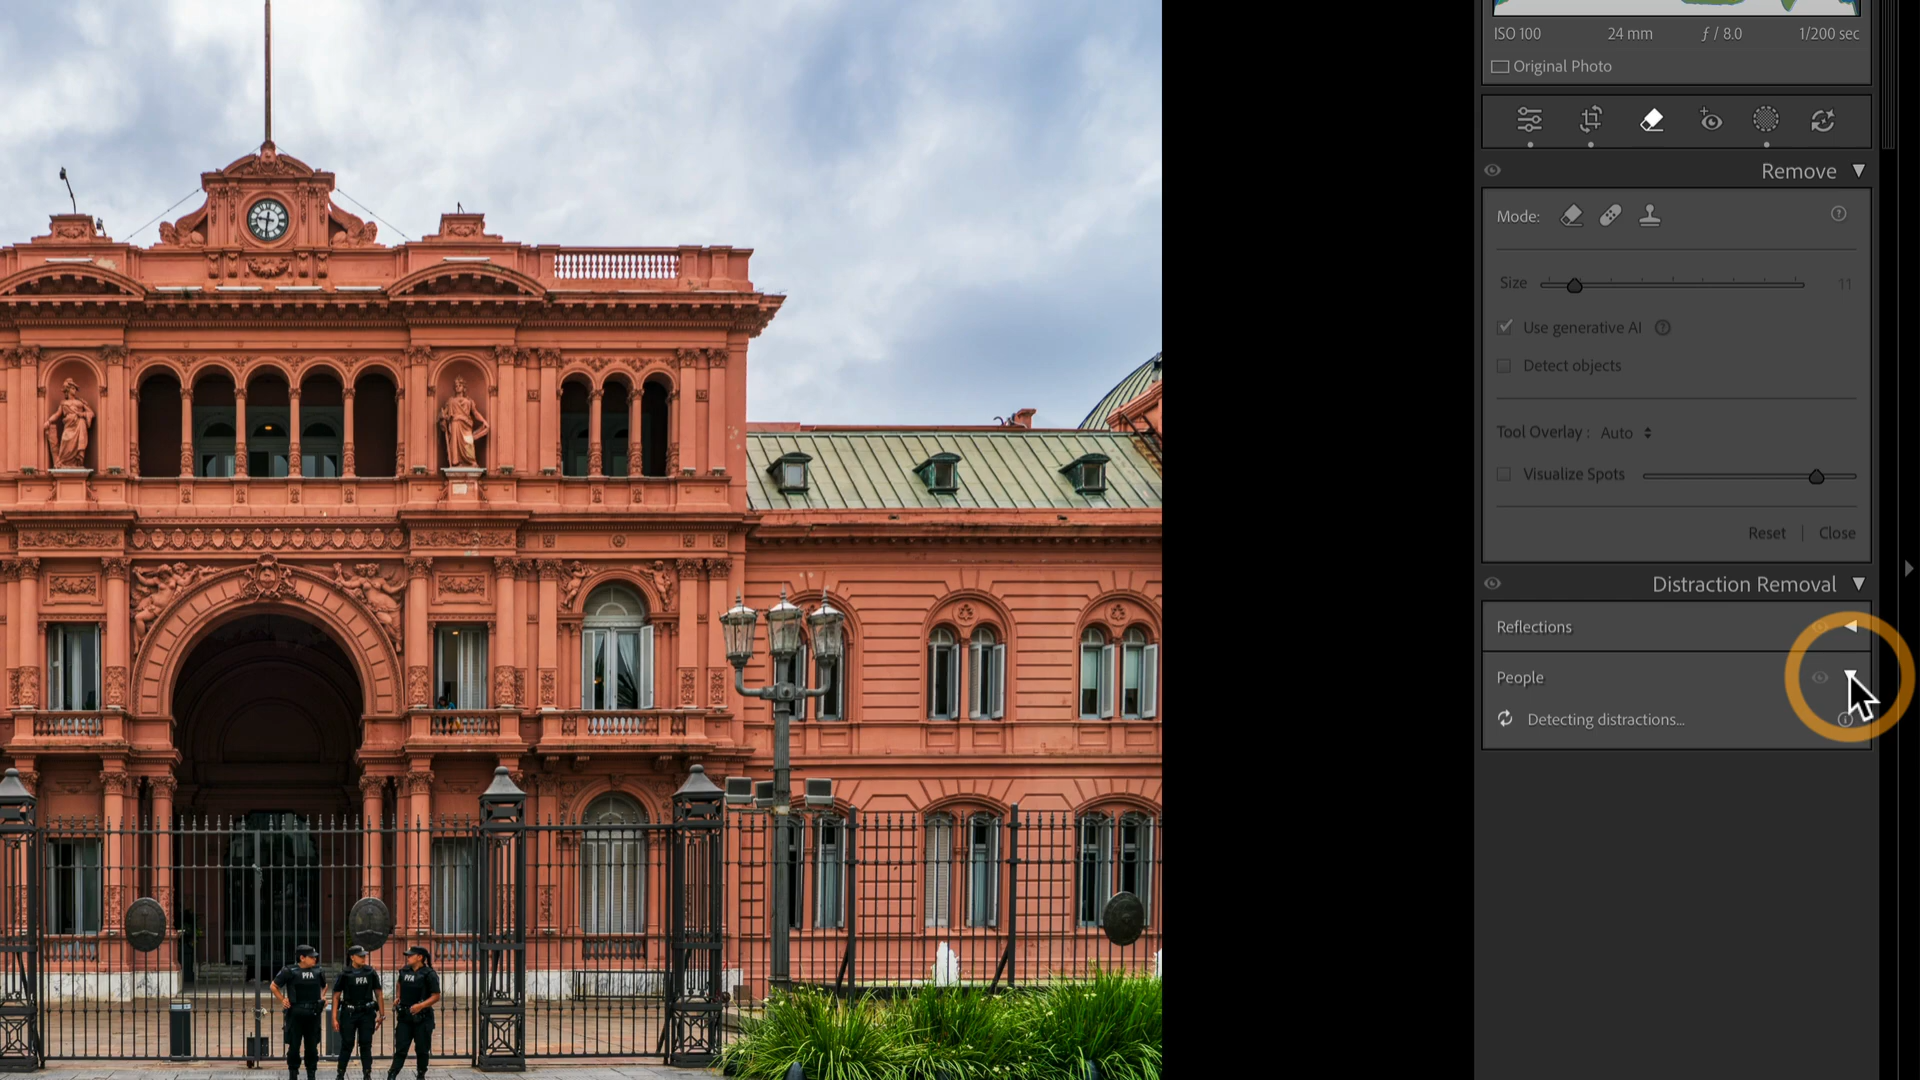 ISO 100 24 mm ƒ / 8.0 1/200 sec
Original Photo
Remove
Mode:
Size 11
Use generative AI
Detect objects
Tool Overlay : Auto
Visualize Spots
Reset | Close
Distraction Removal
Reflections
People
Detecting distractions...
PFA PFA PFA